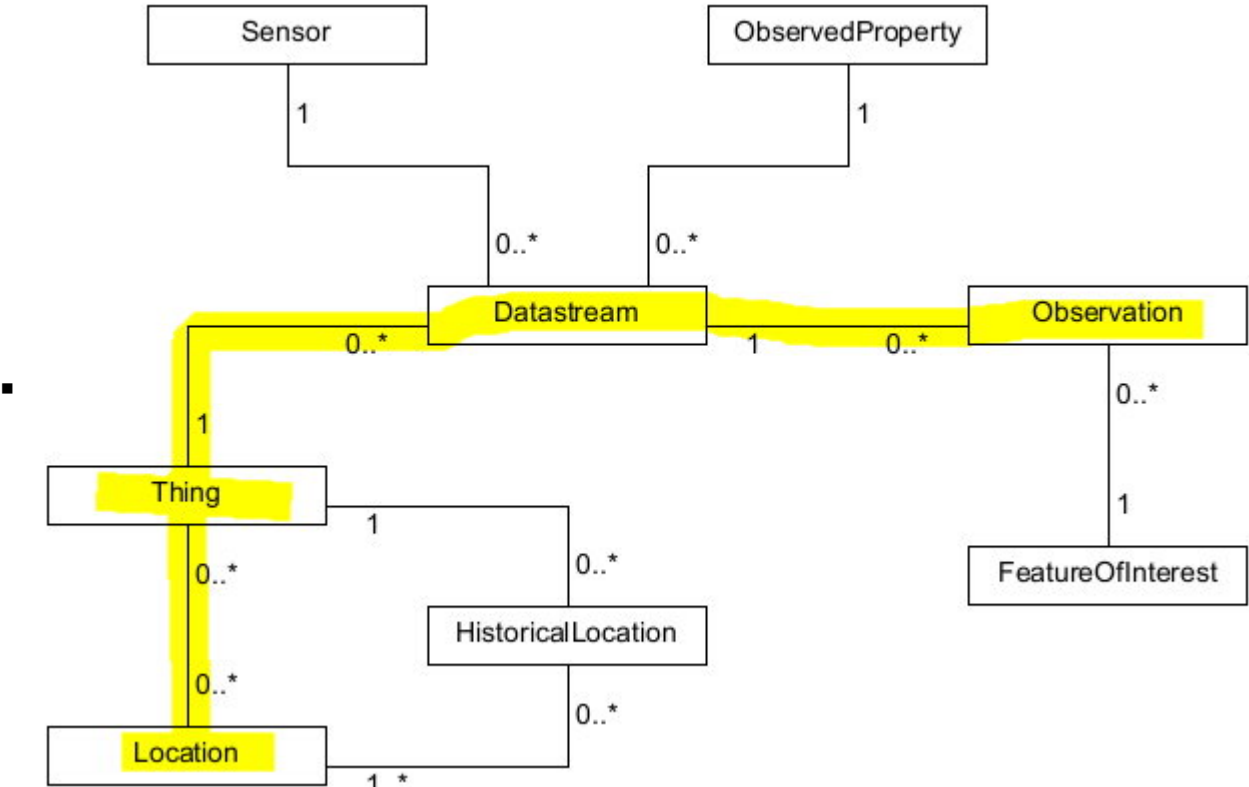 Sensor
ObservedProperty
1
1
0..*
0..*
Datastream
Observation
0..*
1
0..*
0..*
1
Thing
1
1
0..*
0..*
FeatureOfInterest
HistoricalLocation
0..*
0..*
Location
1..*